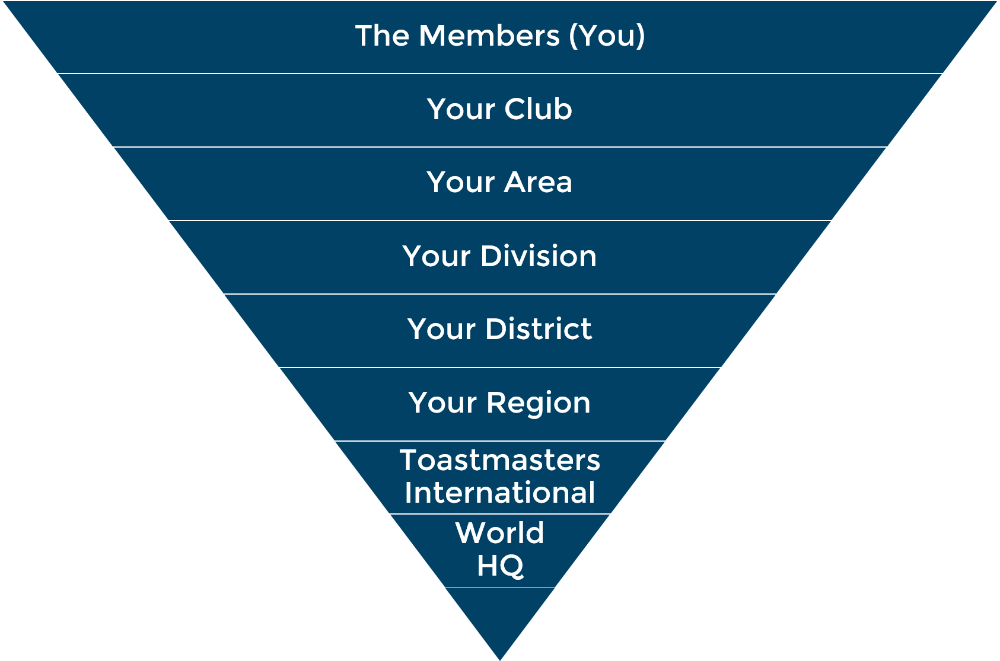 The Members (You)
Your Club
Your Area
Your Division
Your District
Your Region
Toastmasters
International
World
HQ